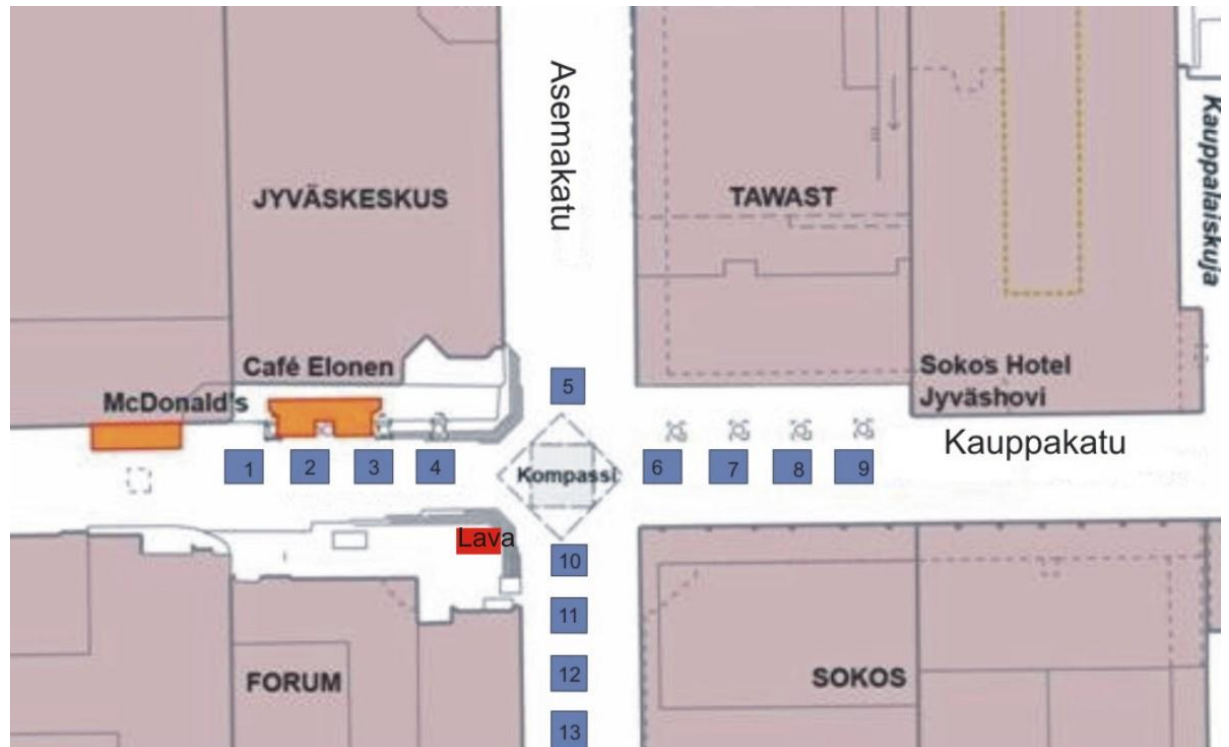 Asemakatu
Kauppalaiskuja
JYVÄSKESKUS
TAWAST
Café Elonen
McDonald's
Sokos Hotel
Jyväshovi
5
Kauppakatu
1
2
3
4
Kompassi
6
7
8
9
Lava
10
11
12
13
FORUM
SOKOS